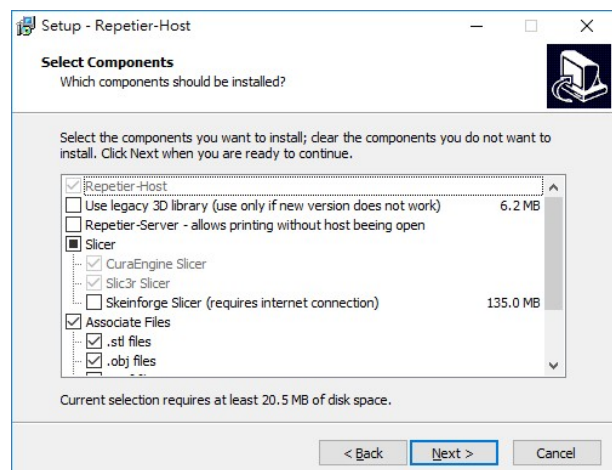 Setup - Repetier-Host
Select Components
Which components should be installed?
Select the components you want to install; clear the components you do not want to
install. Click Next when you are ready to continue.
Repetier-Host
Use legacy 3D library (use only if new version does not work) 6.2 MB
Repetier-Server - allows printing without host beeing open
Slicer
CuraEngine Slicer
Slic3r Slicer
Skeinforge Slicer (requires internet connection) 135.0 MB
Associate Files
.stl files
.obj files
Current selection requires at least 20.5 MB of disk space.
< Back Next > Cancel